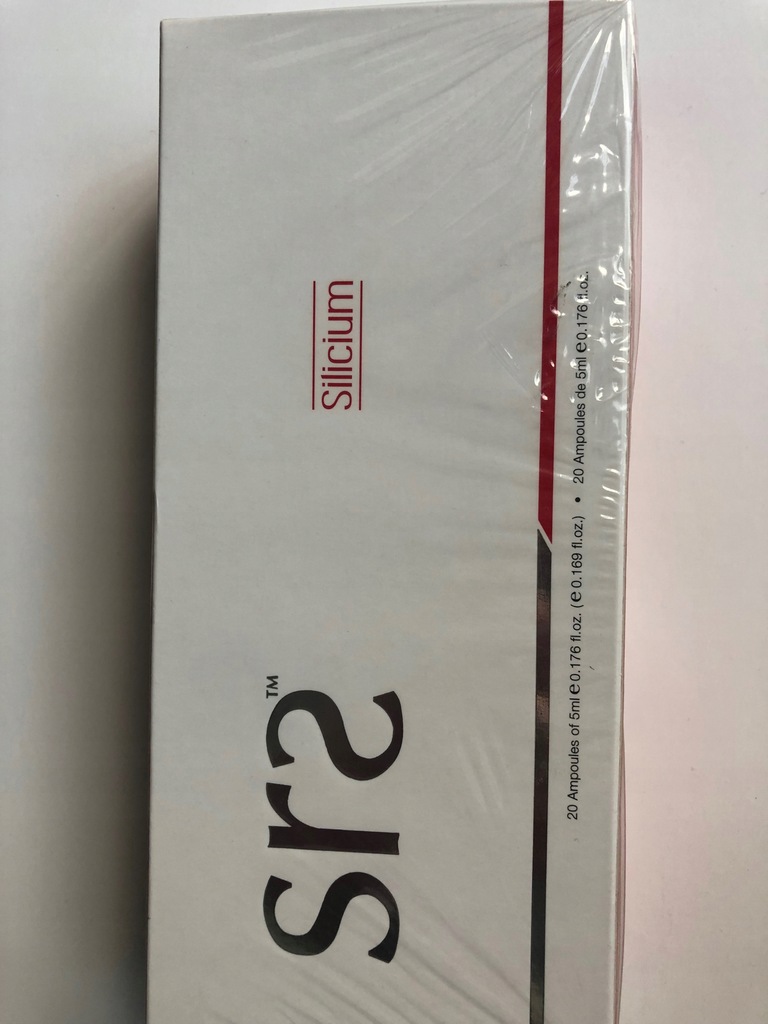 srs™
Silicium
20 Ampoules of 5ml e 0.176 fl.oz. (e 0.169 fl.oz.) • 20 Ampoules de 5ml e 0.176 fl.oz.